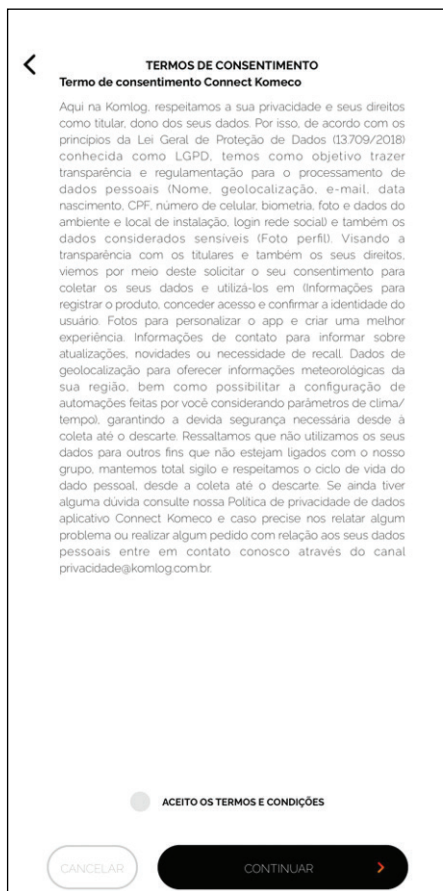 TERMOS DE CONSENTIMENTO
Termo de consentimento Connect Komeco
Aqui na Komlog, respeitamos a sua privacidade e seus direitos
como titular, dono dos seus dados. Por isso, de acordo com os
princípios da Lei Geral de Proteção de Dados (13.709/2018)
conhecida como LGPD, temos como objetivo trazer
transparência e regulamentação para o processamento de
dados pessoais (Nome, geolocalização, e-mail, data
nascimento, CPF, número de celular, biometria, foto e dados do
ambiente e local de instalação, login rede social) e também os
dados considerados sensíveis (Foto perfil). Visando a
transparência com os titulares e também os seus direitos,
viemos por meio deste solicitar o seu consentimento para
coletar os seus dados e utilizá-los em (Informações para
registrar o produto, conceder acesso e confirmar a identidade do
usuário. Fotos para personalizar o app e criar uma melhor
experiência. Informações de contato para informar sobre
atualizações, novidades ou necessidade de recall. Dados de
geolocalização para oferecer informações meteorológicas da
sua região, bem como possibilitar a configuração de
automações feitas por você considerando parâmetros de clima/
tempo), garantindo a devida segurança necessária desde à
coleta até o descarte. Ressaltamos que não utilizamos os seus
dados para outros fins que não estejam ligados com o nosso
grupo, mantemos total sigilo e respeitamos o ciclo de vida do
dado pessoal, desde a coleta até o descarte. Se ainda tiver
alguma dúvida consulte nossa Política de privacidade de dados
aplicativo Connect Komeco e caso precise nos relatar algum
problema ou realizar algum pedido com relação aos seus dados
pessoais entre em contato conosco através do canal
privacidade@komlog.com.br.
ACEITO OS TERMOS E CONDIÇÕES
CANCELAR
CONTINUAR